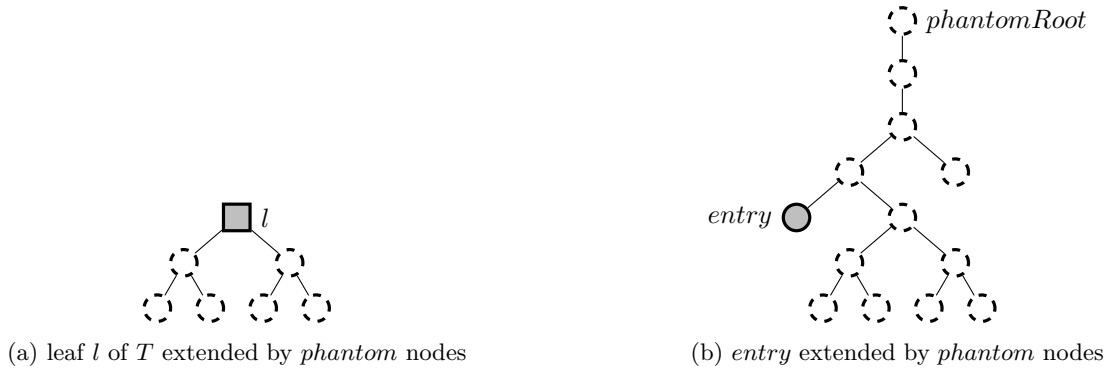 phantomRoot
l
entry
(a) leaf l of T extended by phantom nodes
(b) entry extended by phantom nodes